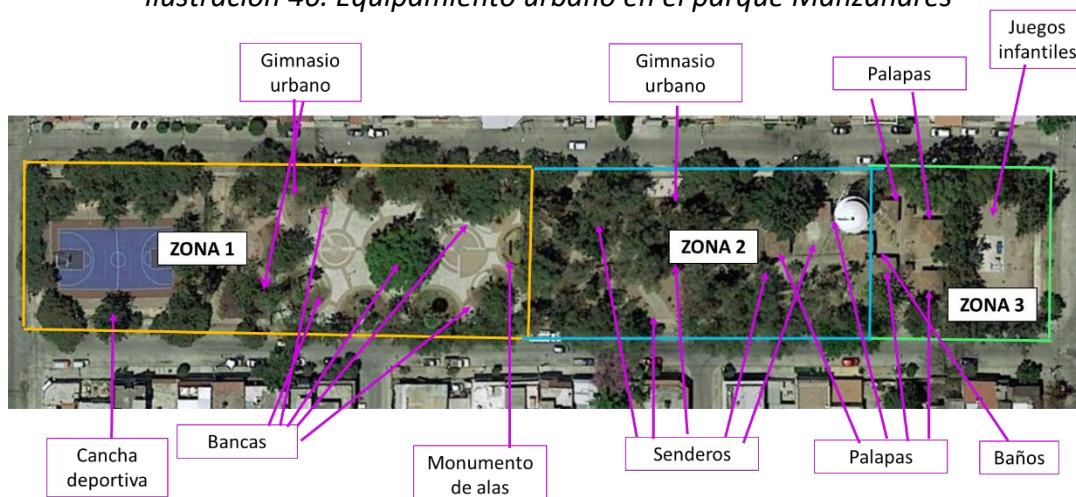 Ilustración 46. Equipamiento urbano en el parque Manzanares
Juegos
infantiles
Gimnasio
urbano
Gimnasio
urbano
Palapas
ZONA 1
ZONA 2
ZONA 3
Cancha
deportiva
Bancas
Monumento
de alas
Senderos
Palapas
Baños